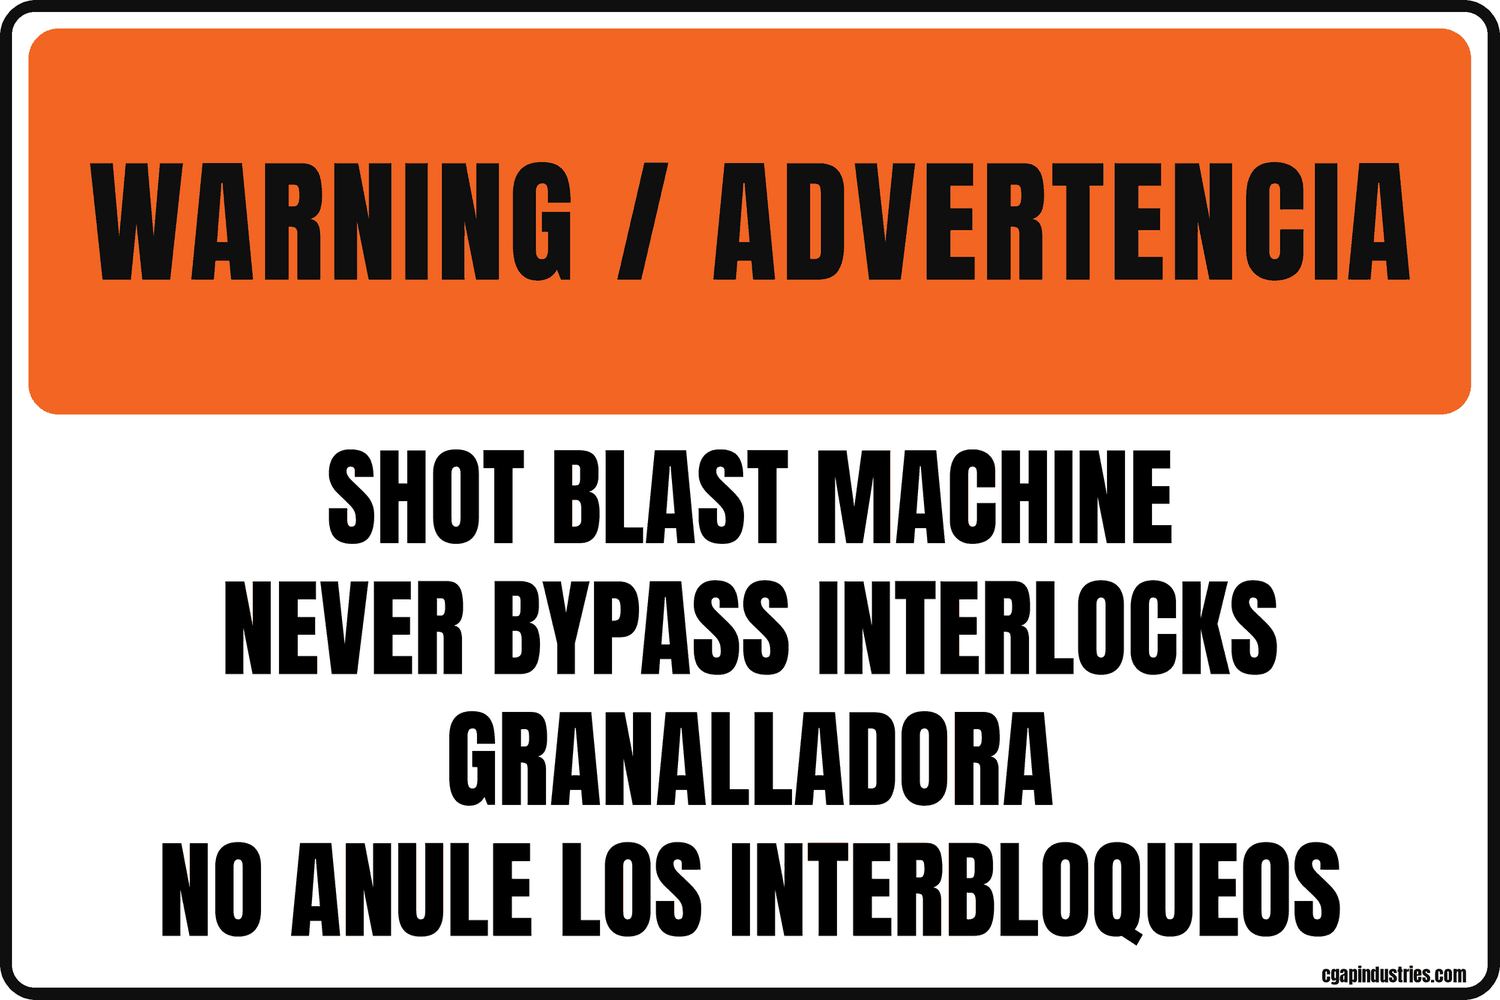 WARNING / ADVERTENCIA
SHOT BLAST MACHINE
NEVER BYPASS INTERLOCKS
GRANALLADORA
NO ANULE LOS INTERBLOQUEOS
cgapindustries.com